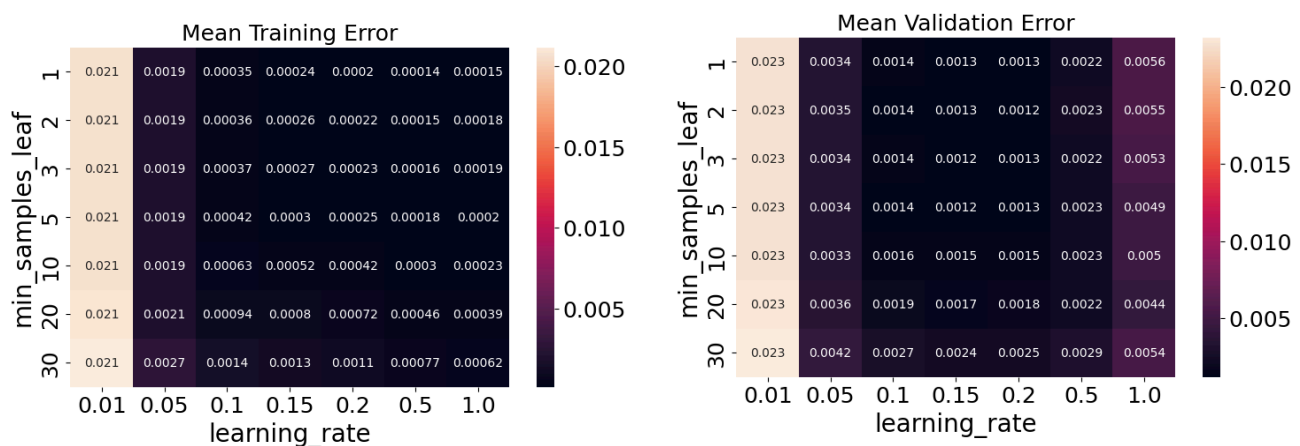 Mean Training Error
min_samples_leaf
1 0.021 0.0019 0.00035 0.00024 0.0002 0.00014 0.00015
2 0.021 0.0019 0.00036 0.00026 0.00022 0.00015 0.00018
3 0.021 0.0019 0.00037 0.00027 0.00023 0.00016 0.00019
5 0.021 0.0019 0.00042 0.0003 0.00025 0.00018 0.0002
10 0.021 0.0019 0.00063 0.00052 0.00042 0.0003 0.00023
20 0.021 0.0021 0.00094 0.0008 0.00072 0.00046 0.00039
30 0.021 0.0027 0.0014 0.0013 0.0011 0.00077 0.00062
0.01 0.05 0.1 0.15 0.2 0.5 1.0
learning_rate
0.020
0.015
0.010
0.005
Mean Validation Error
min_samples_leaf
1 0.023 0.0034 0.0014 0.0013 0.0013 0.0022 0.0056
2 0.023 0.0035 0.0014 0.0013 0.0012 0.0023 0.0055
3 0.023 0.0034 0.0014 0.0012 0.0013 0.0022 0.0053
5 0.023 0.0034 0.0014 0.0012 0.0013 0.0023 0.0049
10 0.023 0.0033 0.0016 0.0015 0.0015 0.0023 0.005
20 0.023 0.0036 0.0019 0.0017 0.0018 0.0022 0.0044
30 0.023 0.0042 0.0027 0.0024 0.0025 0.0029 0.0054
0.01 0.05 0.1 0.15 0.2 0.5 1.0
learning_rate
0.020
0.015
0.010
0.005